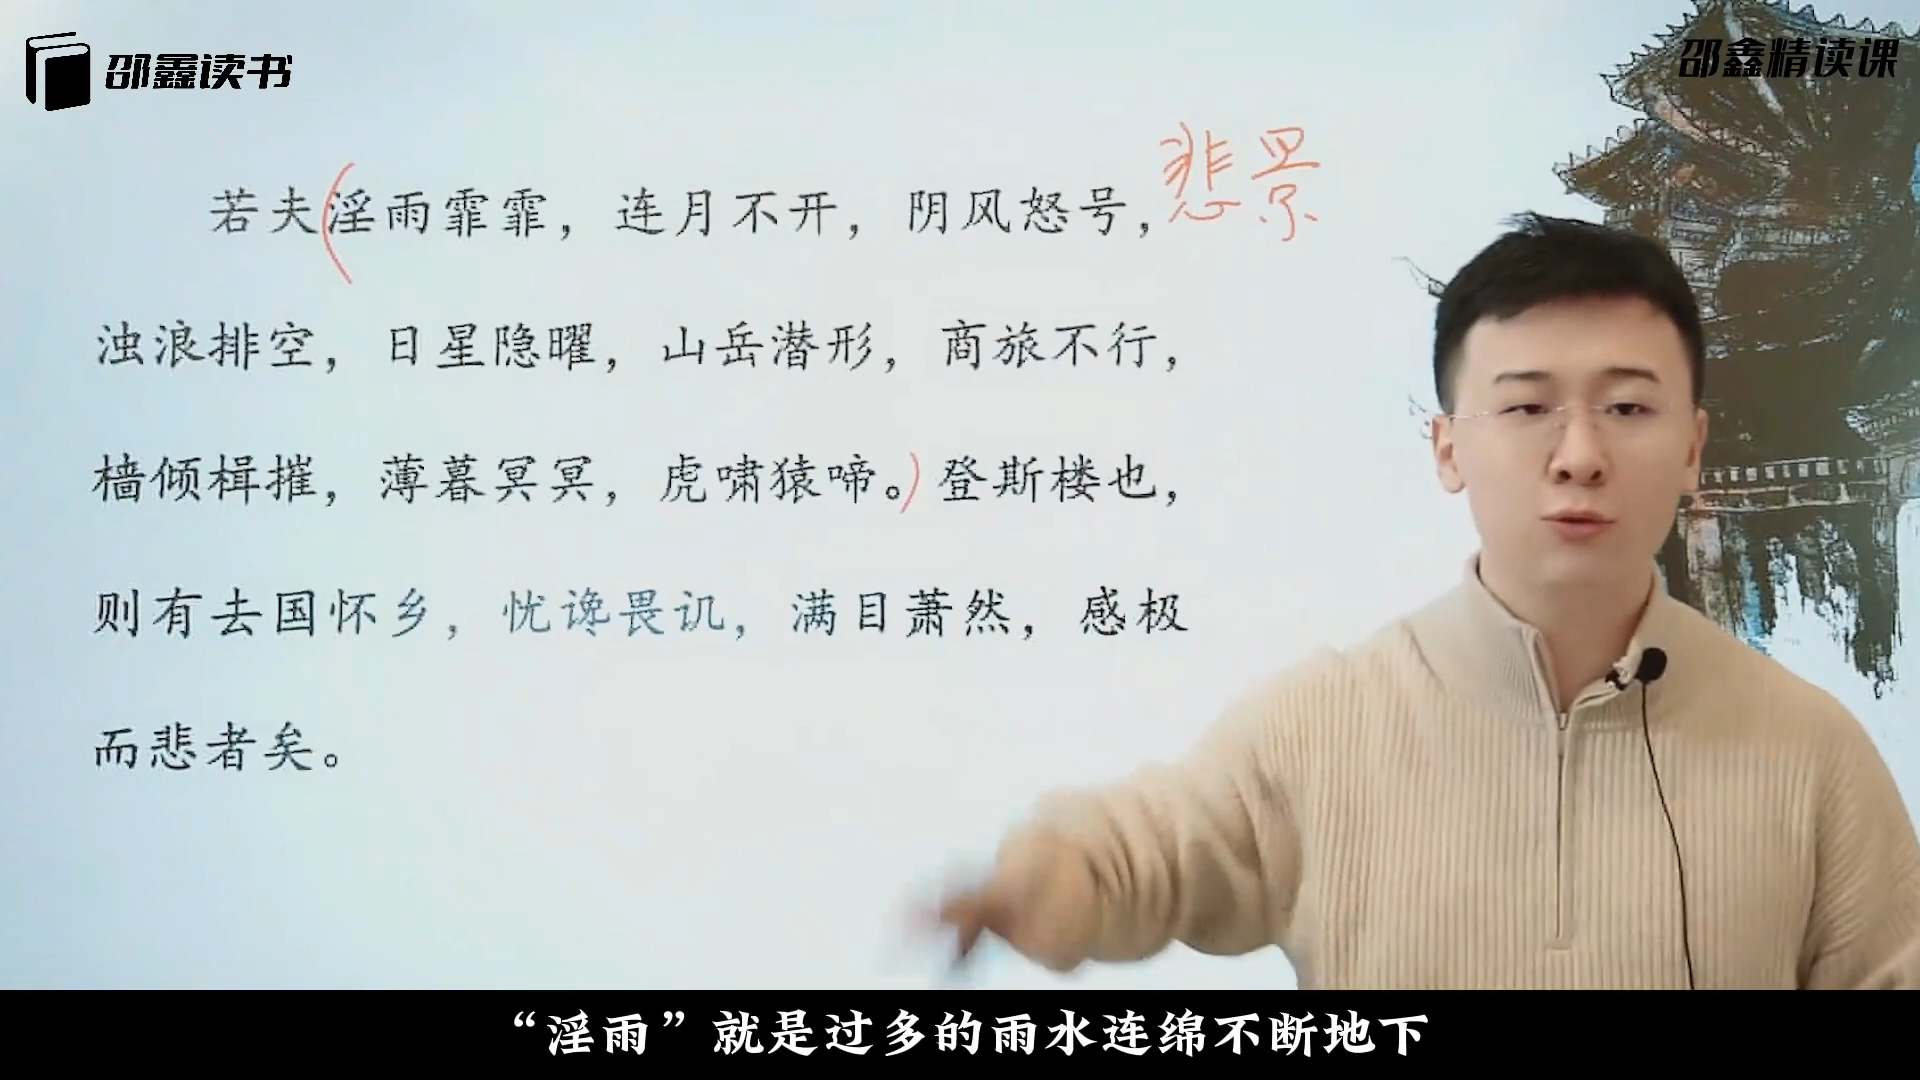 邵鑫读书
邵鑫精读课
悲景
若夫(淫雨霏霏，连月不开，阴风怒号，
浊浪排空，日星隐曜，山岳潜形，商旅不行，
樯倾楫摧，薄暮冥冥，虎啸猿啼。)登斯楼也，
则有去国怀乡，忧谗畏讥，满目萧然，感极
而悲者矣。
“淫雨”就是过多的雨水连绵不断地下